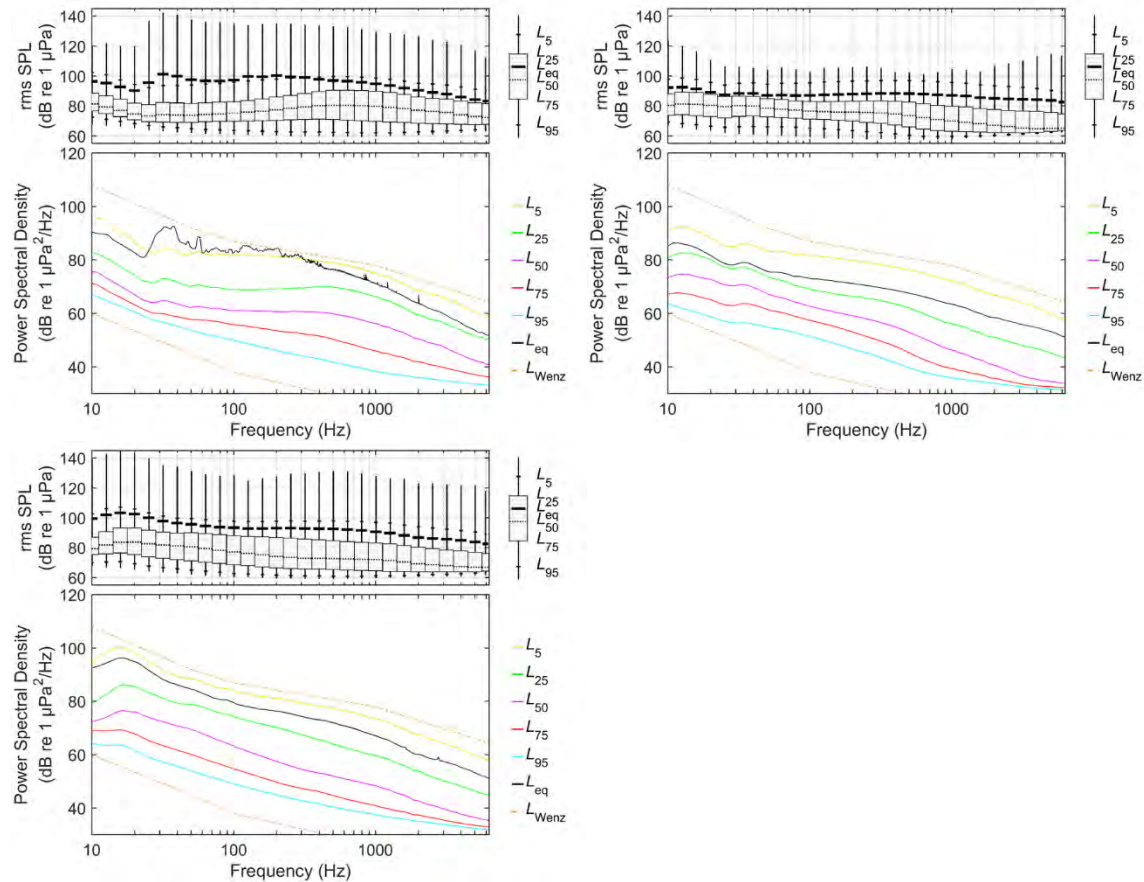 140
120
100
80
60
rms SPL
(dB re 1 µPa)
L5
L25
Leq
L50
L75
L95
120
100
80
60
40
Power Spectral Density
(dB re 1 µPa²/Hz)
10 100 1000
Frequency (Hz)
L5
L25
L50
L75
L95
Leq
LWenz
140
120
100
80
60
rms SPL
(dB re 1 µPa)
L5
L25
Leq
L50
L75
L95
120
100
80
60
40
Power Spectral Density
(dB re 1 µPa²/Hz)
10 100 1000
Frequency (Hz)
L5
L25
L50
L75
L95
Leq
LWenz
140
120
100
80
60
rms SPL
(dB re 1 µPa)
L5
L25
Leq
L50
L75
L95
120
100
80
60
40
Power Spectral Density
(dB re 1 µPa²/Hz)
10 100 1000
Frequency (Hz)
L5
L25
L50
L75
L95
Leq
LWenz